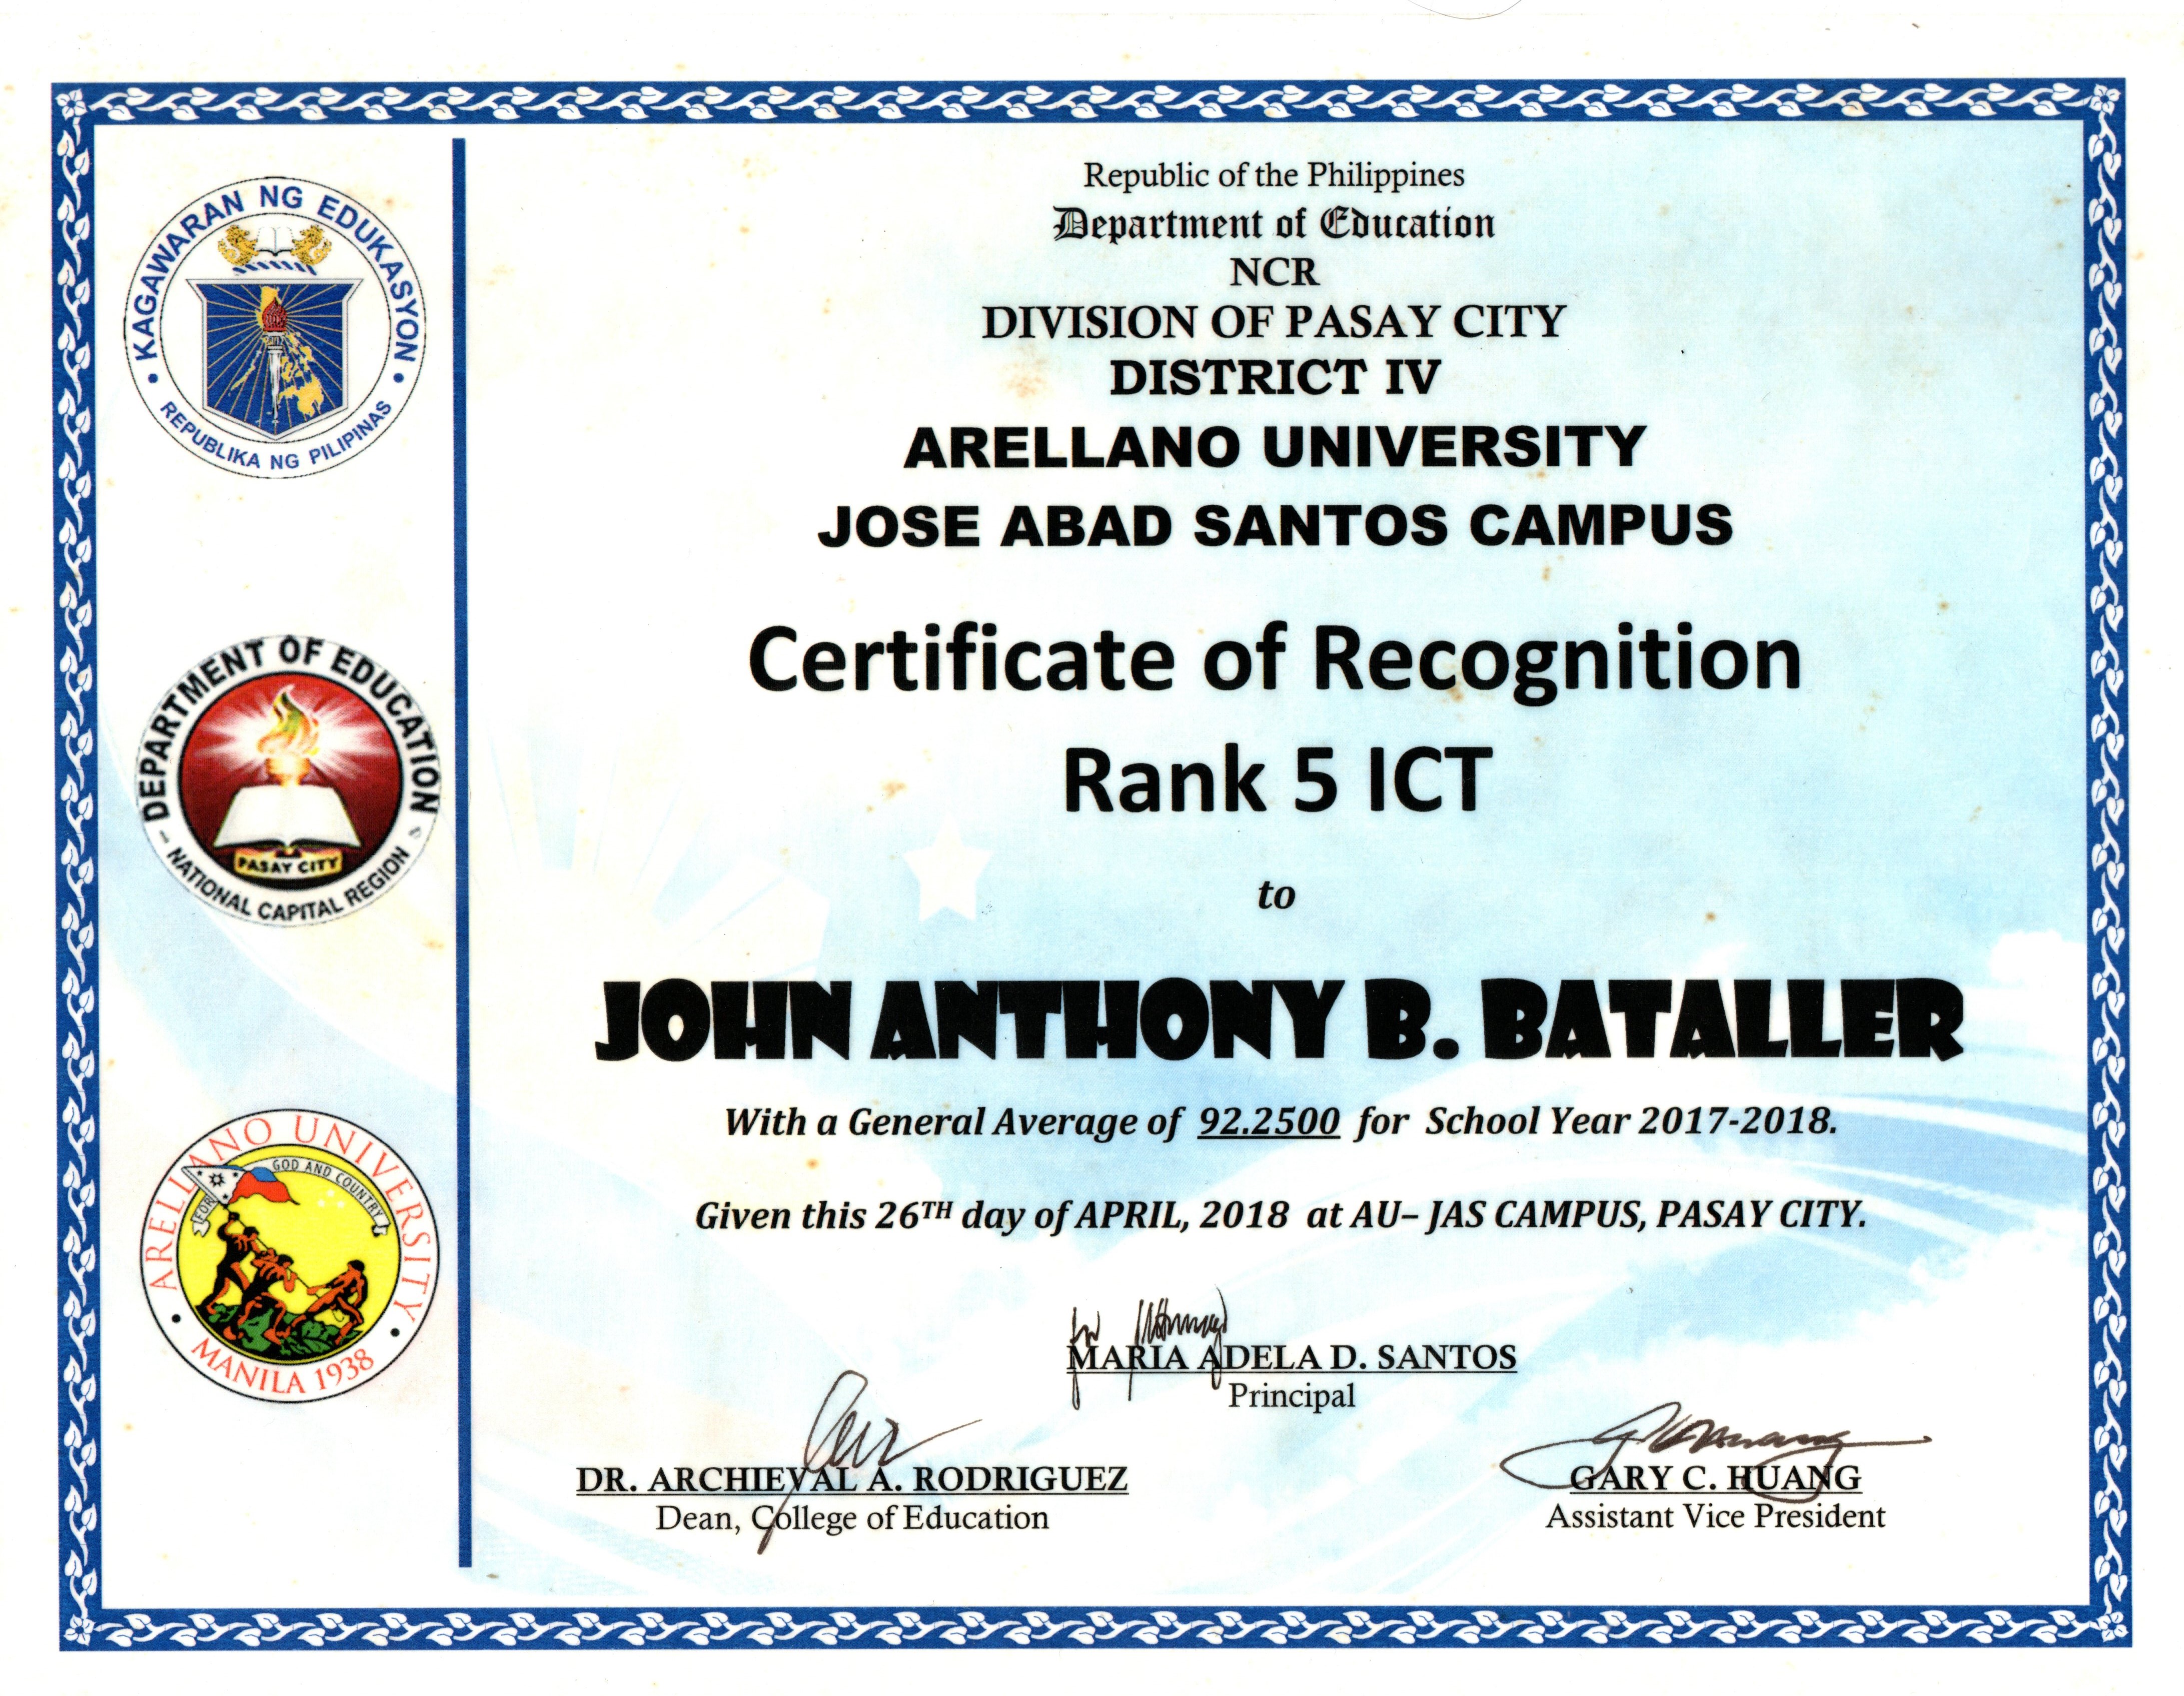 KAGAWARAN NG EDUKASYON
REPUBLIKA NG PILIPINAS
DEPARTMENT OF EDUCATION
PASAY CITY
NATIONAL CAPITAL REGION
ARELLANO UNIVERSITY
FOR GOD AND COUNTRY
MANILA 1938
Republic of the Philippines
Department of Education
NCR
DIVISION OF PASAY CITY
DISTRICT IV
ARELLANO UNIVERSITY
JOSE ABAD SANTOS CAMPUS
Certificate of Recognition
Rank 5 ICT
to
JOHN ANTHONY B. BATALLER
With a General Average of 92.2500 for School Year 2017-2018.
Given this 26TH day of APRIL, 2018 at AU– JAS CAMPUS, PASAY CITY.
for
MARIA ADELA D. SANTOS
Principal
DR. ARCHIEVAL A. RODRIGUEZ
Dean, College of Education
GARY C. HUANG
Assistant Vice President